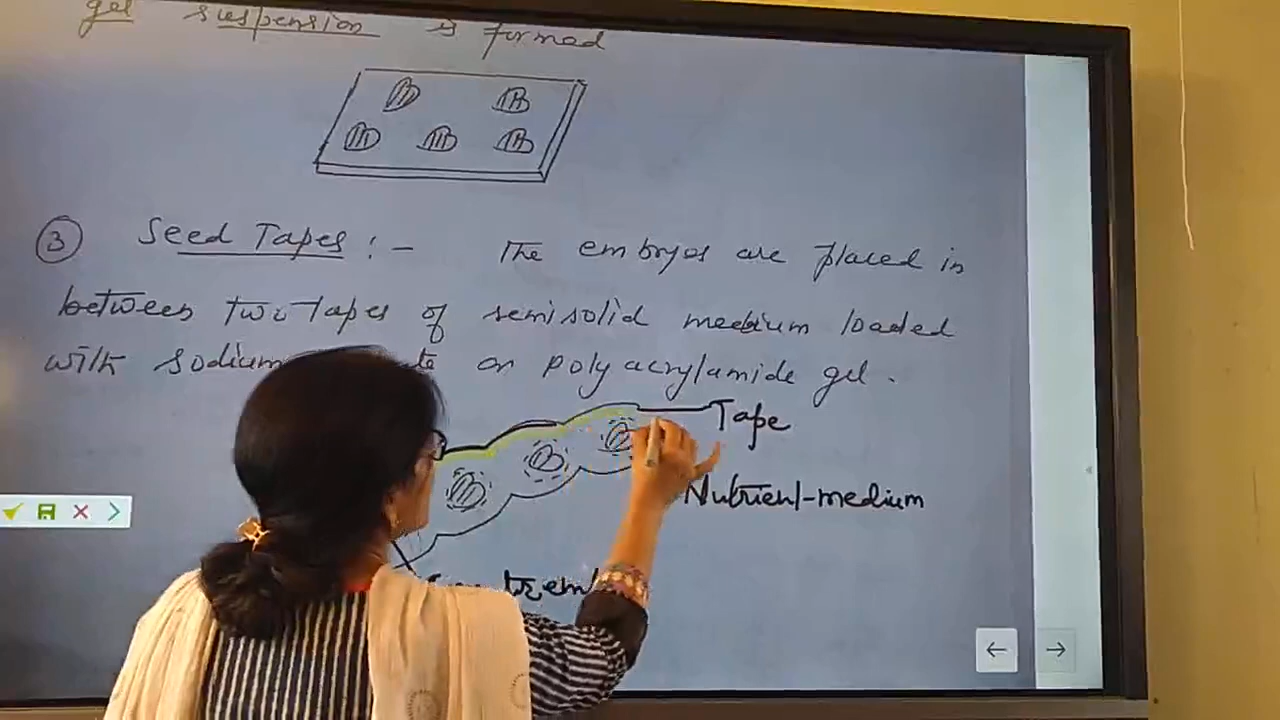 gel suspension is formed
3 Seed Tapes :- The embryos are placed in
between two Tapes of semisolid medium loaded
with sodium or polyacrylamide gel.
Tape
Nutrient-medium